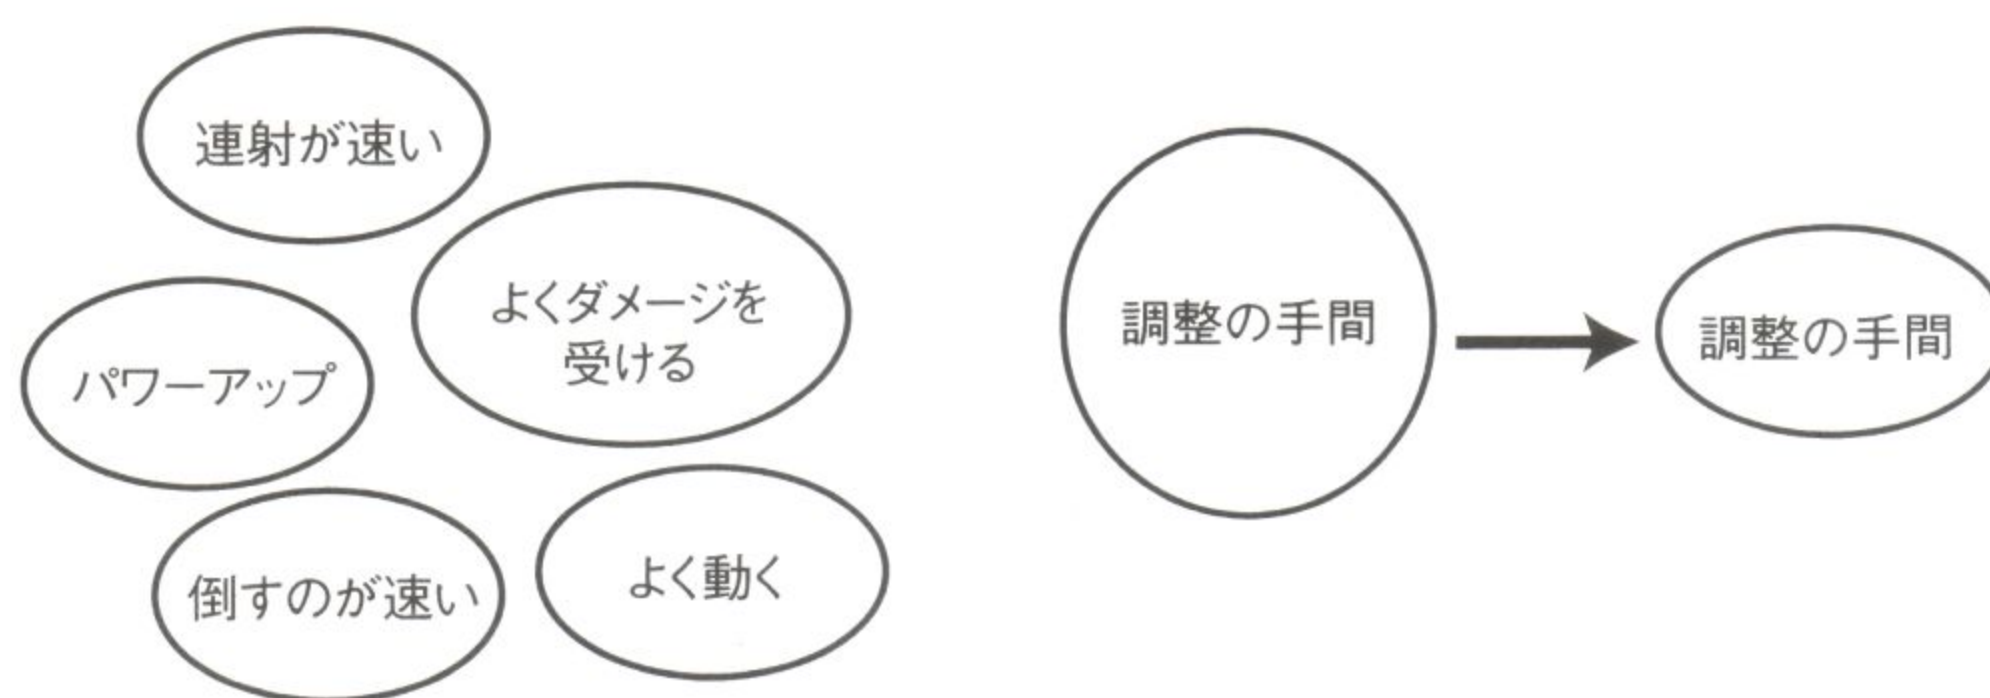 連射が速い
よくダメージを
受ける
パワーアップ
倒すのが速い
よく動く
調整の手間
調整の手間